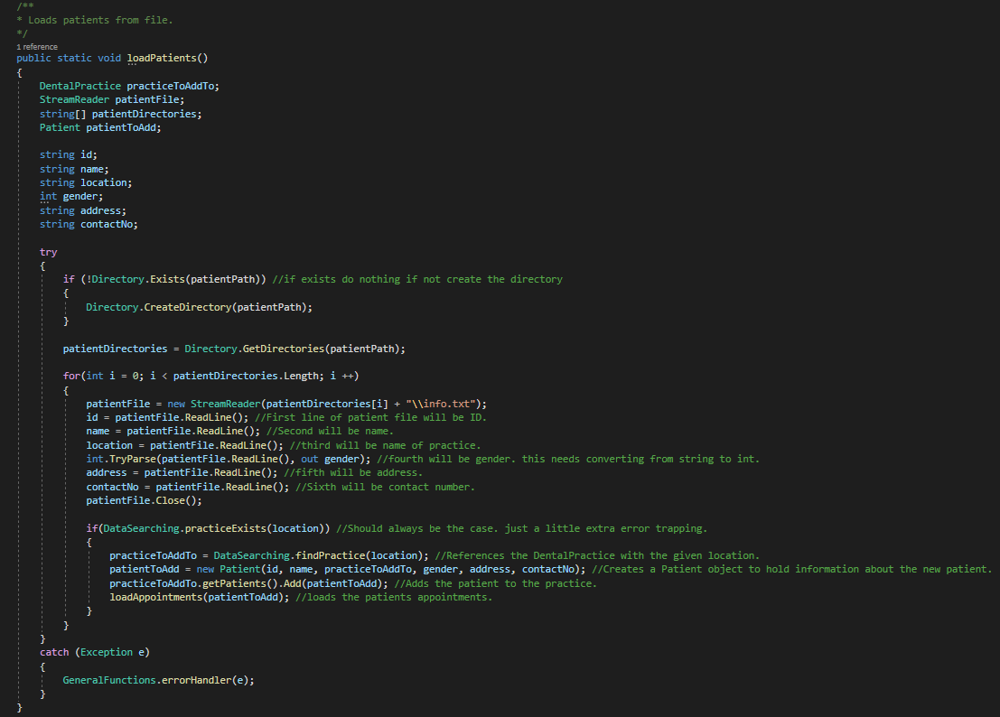 /**
* Loads patients from file.
*/
1 reference
public static void loadPatients()
{
DentalPractice practiceToAddTo;
StreamReader patientFile;
string[] patientDirectories;
Patient patientToAdd;
string id;
string name;
string location;
int gender;
string address;
string contactNo;
try
{
if (!Directory.Exists(patientPath)) //if exists do nothing if not create the directory
{
Directory.CreateDirectory(patientPath);
}
patientDirectories = Directory.GetDirectories(patientPath);
for(int i = 0; i < patientDirectories.Length; i ++)
{
patientFile = new StreamReader(patientDirectories[i] + "\\info.txt");
id = patientFile.ReadLine(); //First line of patient file will be ID.
name = patientFile.ReadLine(); //Second will be name.
location = patientFile.ReadLine(); //third will be name of practice.
int.TryParse(patientFile.ReadLine(), out gender); //fourth will be gender. this needs converting from string to int.
address = patientFile.ReadLine(); //fifth will be address.
contactNo = patientFile.ReadLine(); //Sixth will be contact number.
patientFile.Close();
if(DataSearching.practiceExists(location)) //Should always be the case. just a little extra error trapping.
{
practiceToAddTo = DataSearching.findPractice(location); //References the DentalPractice with the given location.
patientToAdd = new Patient(id, name, practiceToAddTo, gender, address, contactNo); //Creates a Patient object to hold information about the new patient.
practiceToAddTo.getPatients().Add(patientToAdd); //Adds the patient to the practice.
loadAppointments(patientToAdd); //loads the patients appointments.
}
}
}
catch (Exception e)
{
GeneralFunctions.errorHandler(e);
}
}